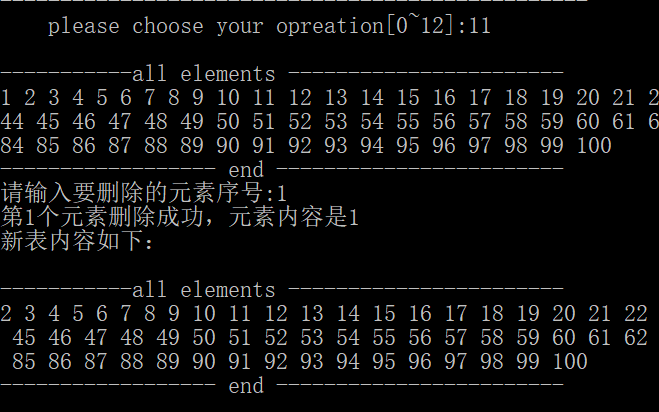 please choose your opreation[0~12]:11
-----------all elements -----------------------
1 2 3 4 5 6 7 8 9 10 11 12 13 14 15 16 17 18 19 20 21 2
44 45 46 47 48 49 50 51 52 53 54 55 56 57 58 59 60 61 6
84 85 86 87 88 89 90 91 92 93 94 95 96 97 98 99 100
------------------ end ------------------------
请输入要删除的元素序号:1
第1个元素删除成功，元素内容是1
新表内容如下：
-----------all elements -----------------------
2 3 4 5 6 7 8 9 10 11 12 13 14 15 16 17 18 19 20 21 22
45 46 47 48 49 50 51 52 53 54 55 56 57 58 59 60 61 62
85 86 87 88 89 90 91 92 93 94 95 96 97 98 99 100
------------------ end ------------------------